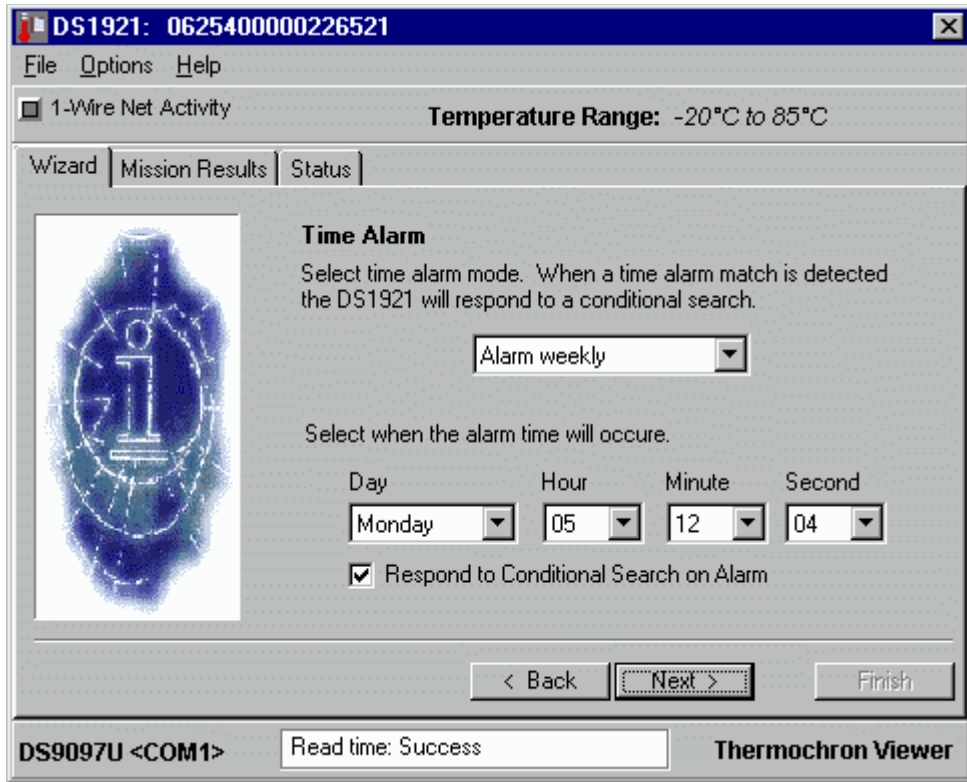 DS1921: 0625400000226521
File Options Help
1-Wire Net Activity
Temperature Range: -20°C to 85°C
Wizard Mission Results Status
Time Alarm
Select time alarm mode. When a time alarm match is detected
the DS1921 will respond to a conditional search.
Alarm weekly
Select when the alarm time will occure.
Day Hour Minute Second
Monday 05 12 04
Respond to Conditional Search on Alarm
< Back Next > Finish
DS9097U <COM1> Read time: Success Thermochron Viewer